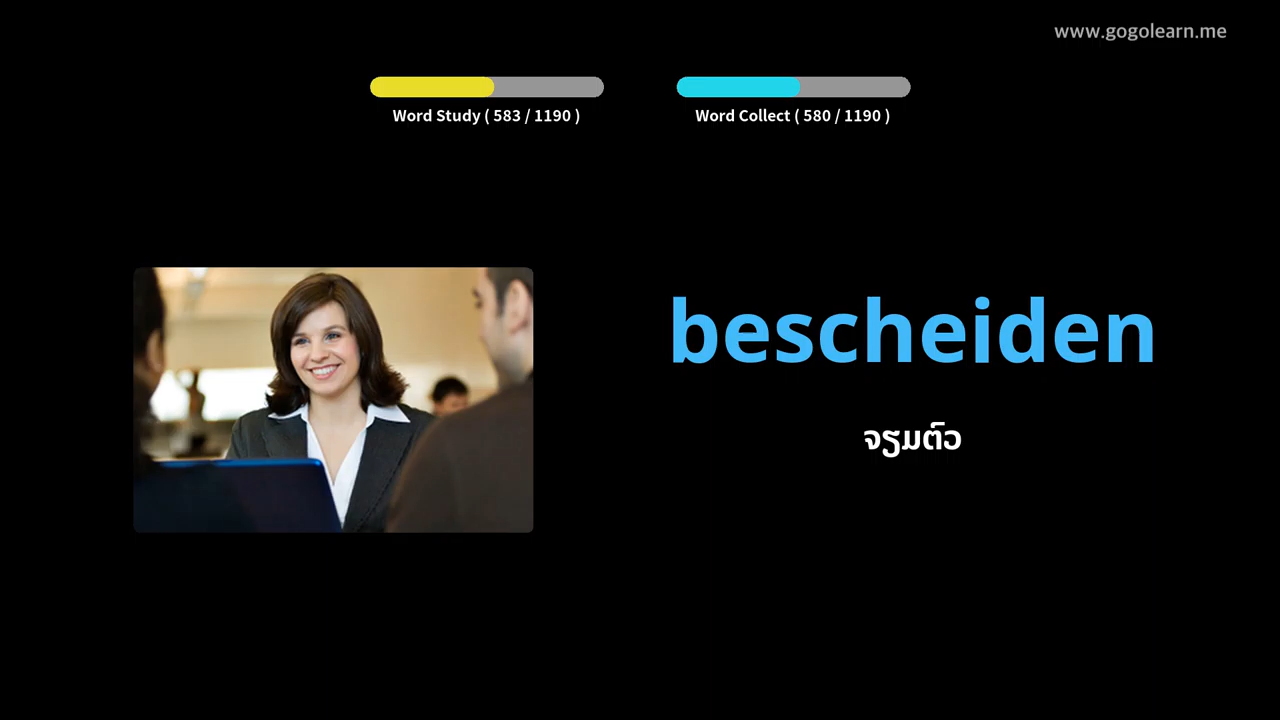 www.gogolearn.me
Word Study ( 583 / 1190 )
Word Collect ( 580 / 1190 )
bescheiden
ຈຽມຕົວ